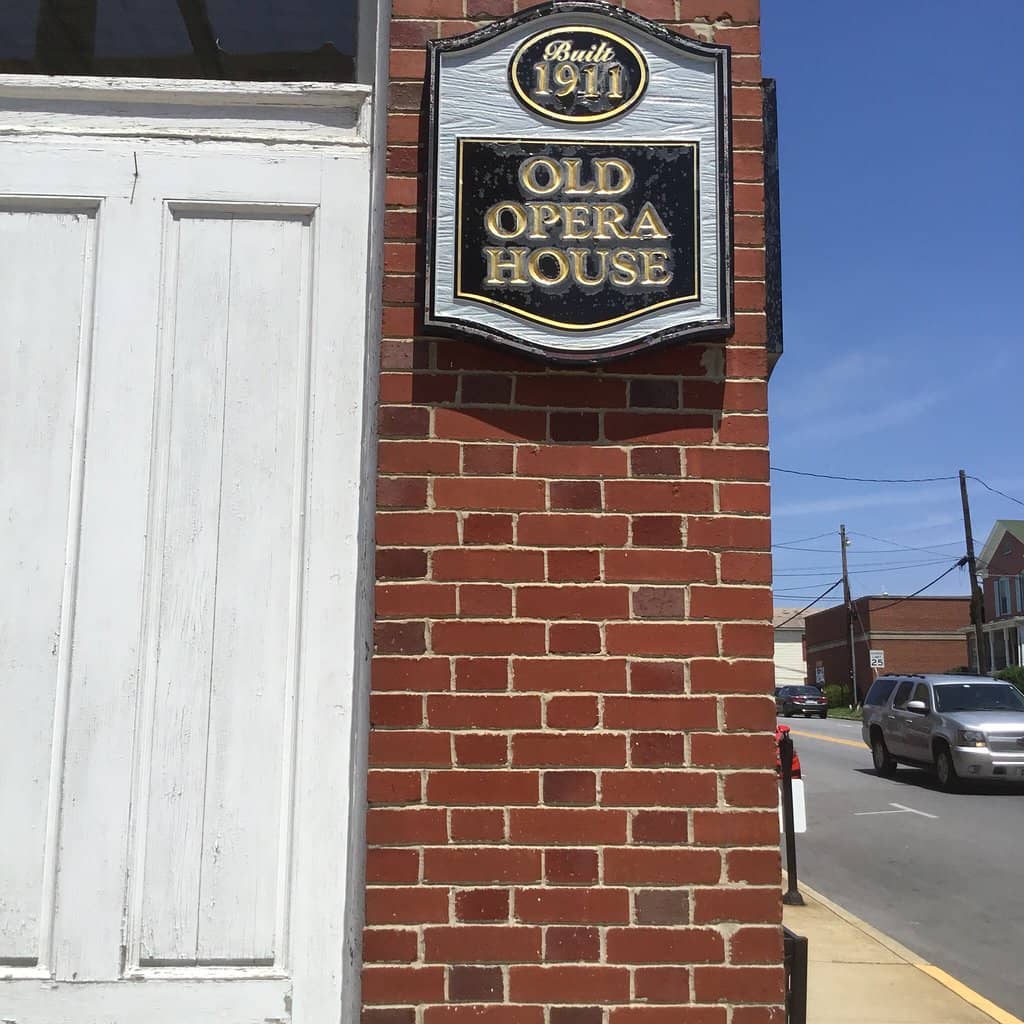 Built
1911
OLD
OPERA
HOUSE
25